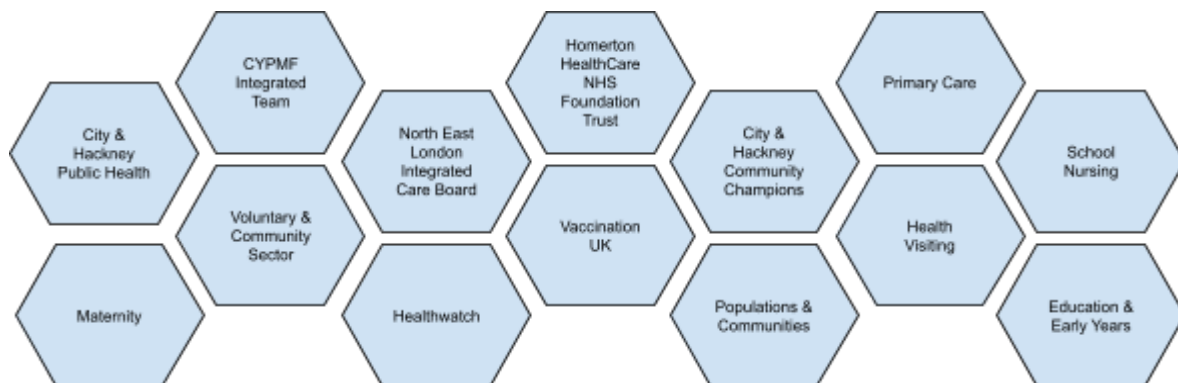 CYPMF
Integrated
Team
Homerton
HealthCare
NHS
Foundation
Trust
Primary Care
City &
Hackney
Public Health
North East
London
Integrated
Care Board
City &
Hackney
Community
Champions
School
Nursing
Voluntary &
Community
Sector
Vaccination
UK
Health
Visiting
Maternity
Healthwatch
Populations &
Communities
Education &
Early Years